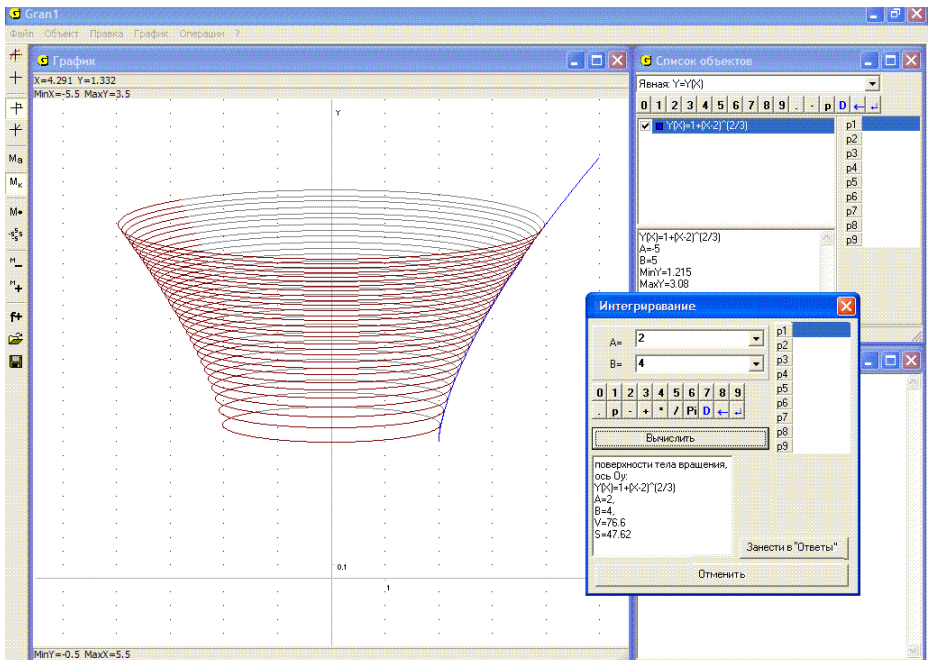 Gran1
Файл Объект Правка График Операции ?
График
X=4.291 Y=1.332
MinX=-5.5 MaxY=3.5
Y
0.1
1
MinY=-0.5 MaxX=5.5
Ma
Mк
M
M
M
f+
Список объектов
Явная: Y=Y(X)
0 1 2 3 4 5 6 7 8 9 . - p D ← ↵
Y(X)=1+(X-2)^(2/3)
p1
p2
p3
p4
p5
p6
p7
p8
p9
Y(X)=1+(X-2)^(2/3)
A=-5
B=5
MinY=1.215
MaxY=3.08
Интегрирование
A= 2
B= 4
p1
p2
p3
p4
p5
p6
p7
p8
p9
0 1 2 3 4 5 6 7 8 9
. p - + * / Pi D ← ↵
Вычислить
поверхности тела вращения,
ось Oy:
Y(X)=1+(X-2)^(2/3)
A=2,
B=4,
V=76.6
S=47.62
Занести в "Ответы"
Отменить